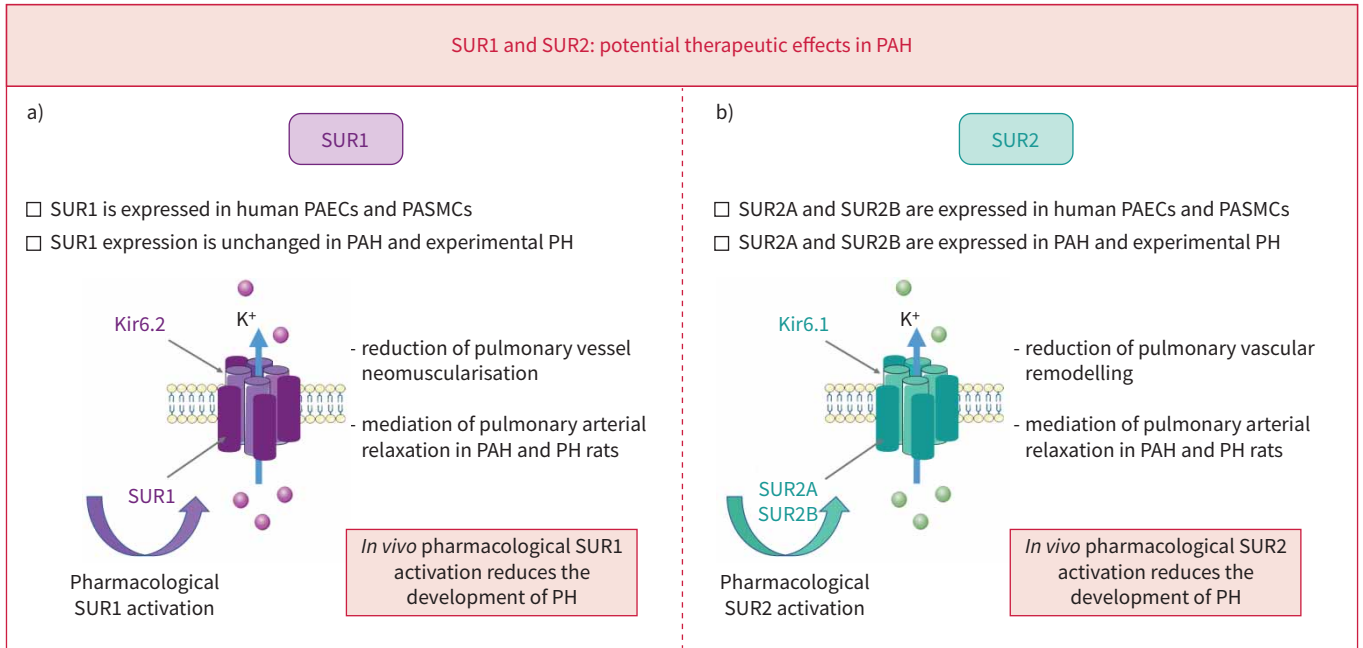 SUR1 and SUR2: potential therapeutic effects in PAH
a)
SUR1
□ SUR1 is expressed in human PAECs and PASMCs
□ SUR1 expression is unchanged in PAH and experimental PH
Kir6.2
K⁺
- reduction of pulmonary vessel
neomuscularisation
- mediation of pulmonary arterial
relaxation in PAH and PH rats
SUR1
Pharmacological
SUR1 activation
In vivo pharmacological SUR1
activation reduces the
development of PH
b)
SUR2
□ SUR2A and SUR2B are expressed in human PAECs and PASMCs
□ SUR2A and SUR2B are expressed in PAH and experimental PH
Kir6.1
K⁺
- reduction of pulmonary vascular
remodelling
- mediation of pulmonary arterial
relaxation in PAH and PH rats
SUR2A
SUR2B
Pharmacological
SUR2 activation
In vivo pharmacological SUR2
activation reduces the
development of PH